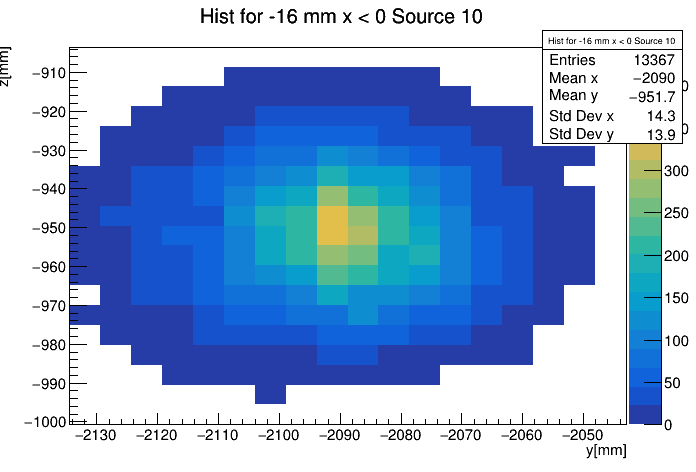 Hist for -16 mm x < 0 Source 10
z[mm]
Hist for -16 mm x < 0 Source 10
Entries 13367
Mean x −2090
Mean y −951.7
Std Dev x 14.3
Std Dev y 13.9
−910
−920
−930
−940
−950
−960
−970
−980
−990
−1000
−2130 −2120 −2110 −2100 −2090 −2080 −2070 −2060 −2050
y[mm]
300
250
200
150
100
50
0